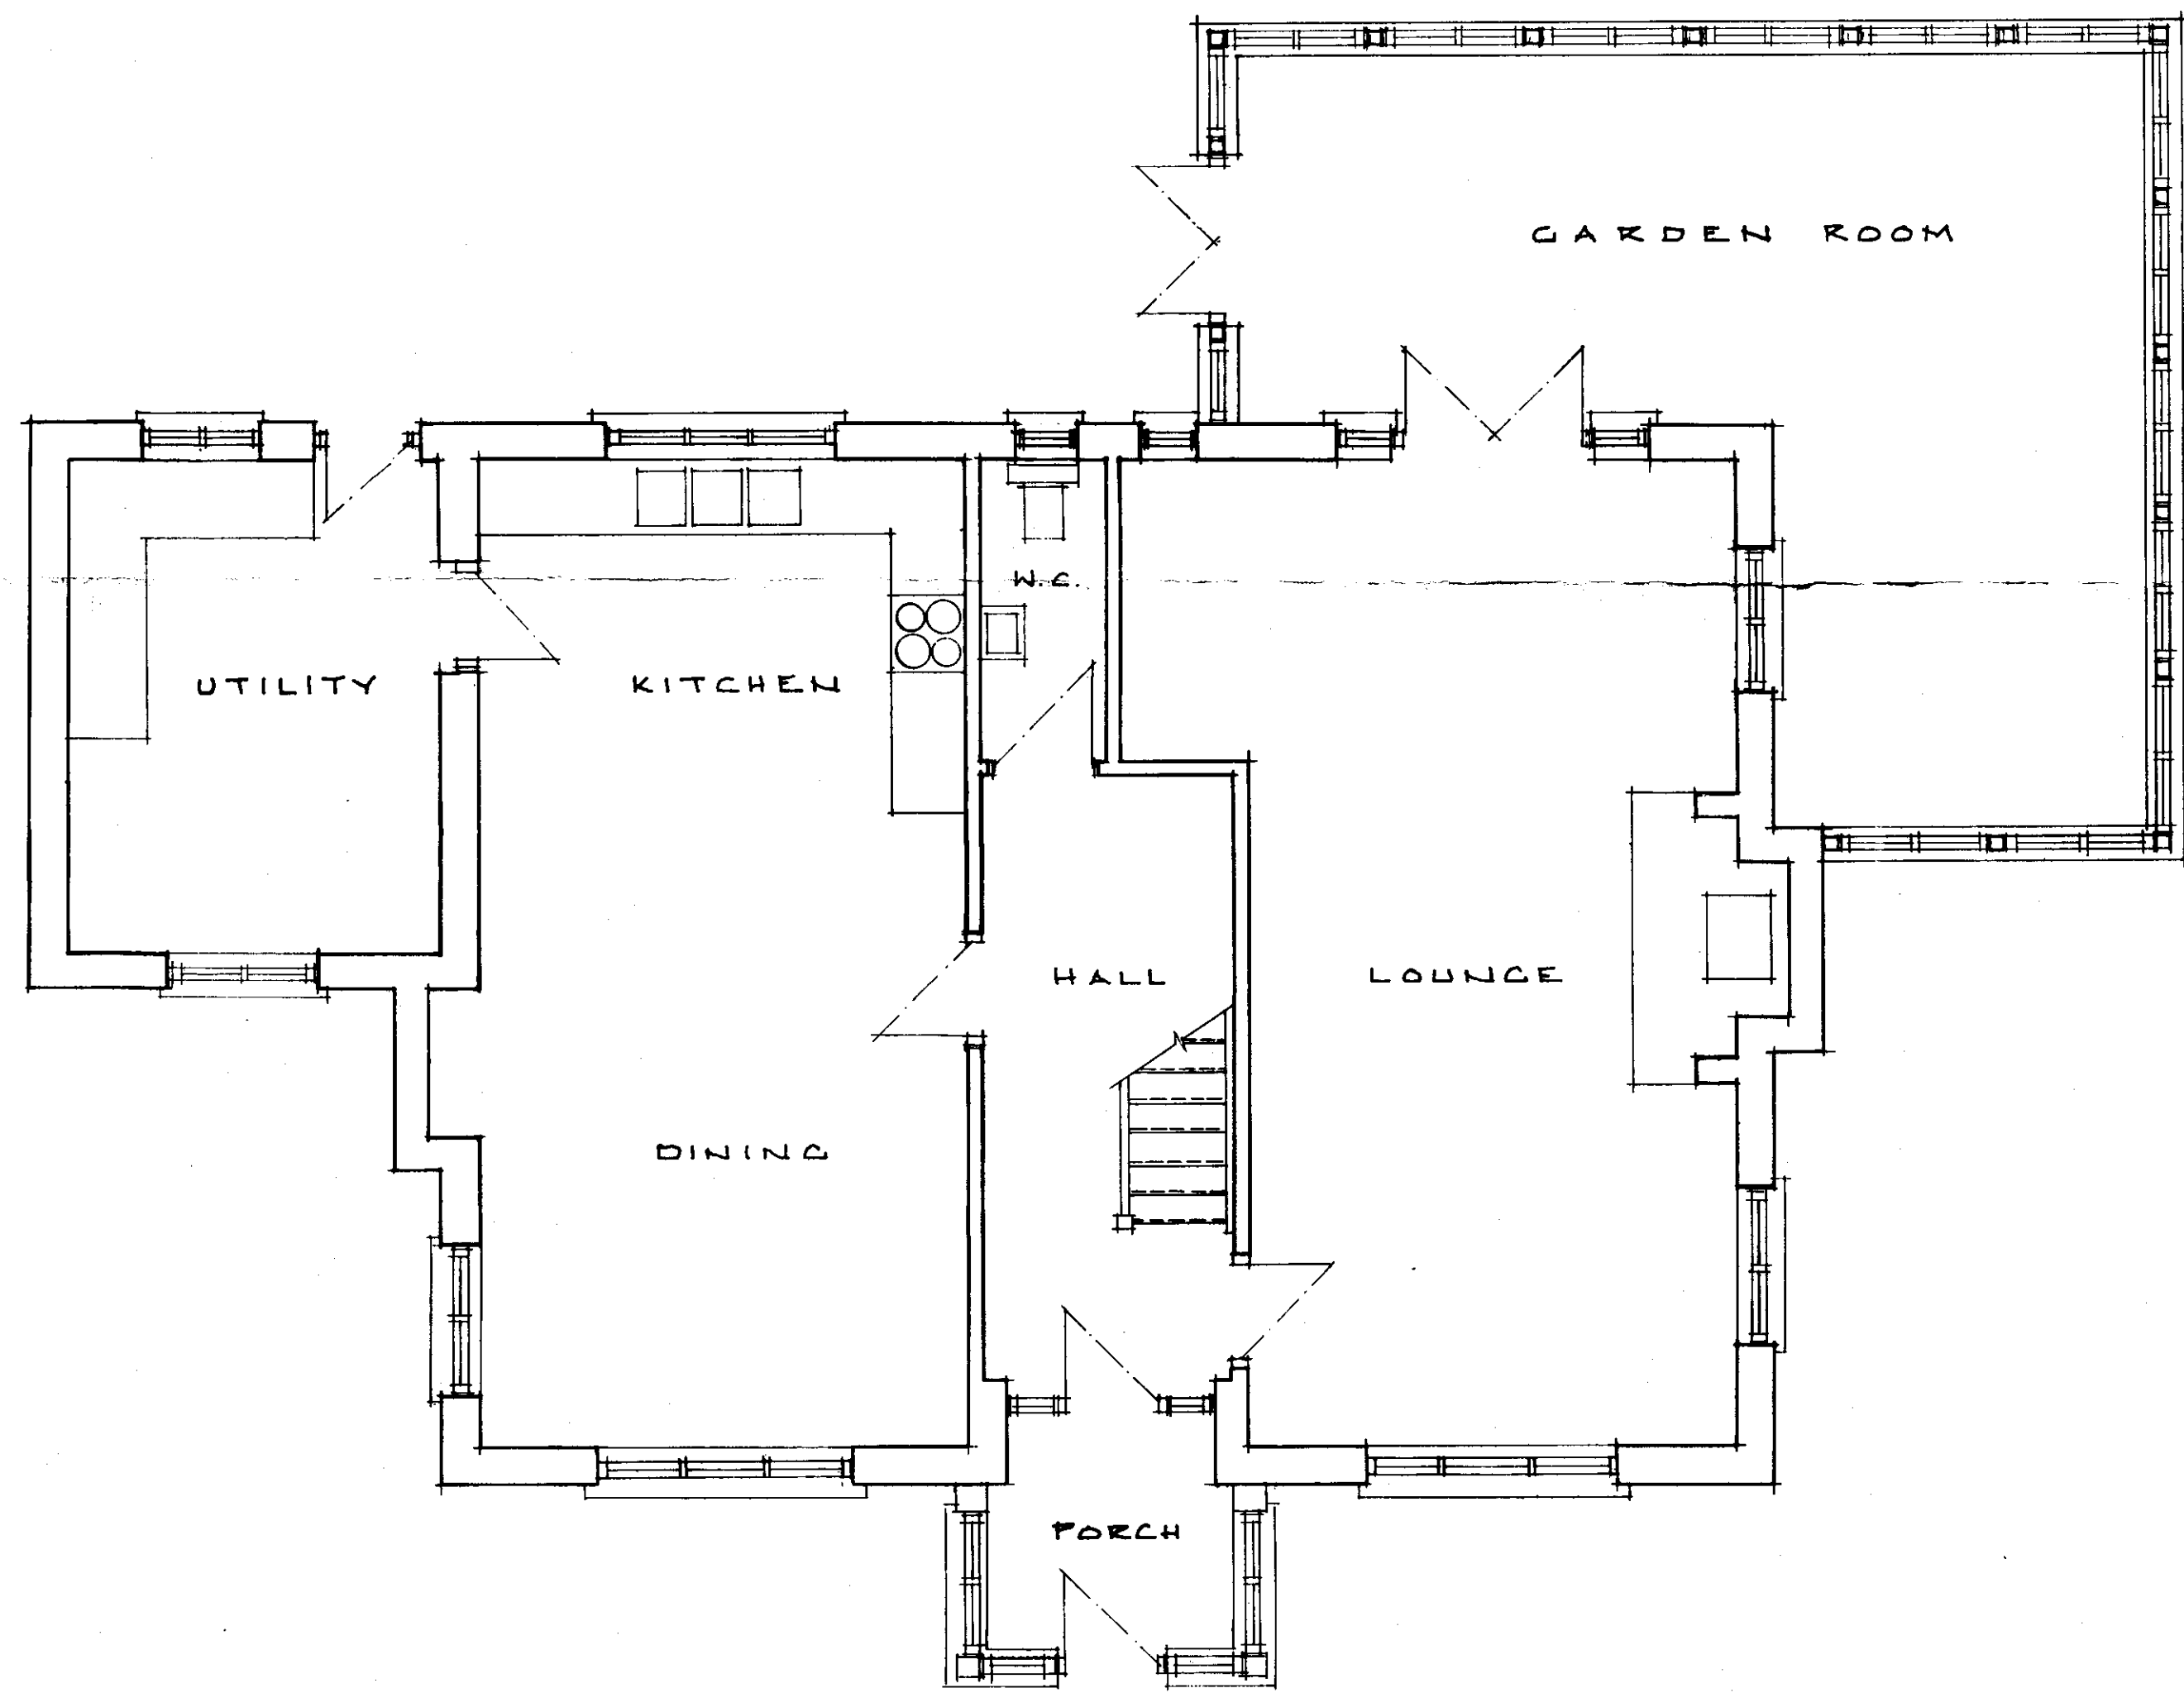 GARDEN ROOM
W.C.
UTILITY
KITCHEN
HALL
LOUNGE
DINING
PORCH